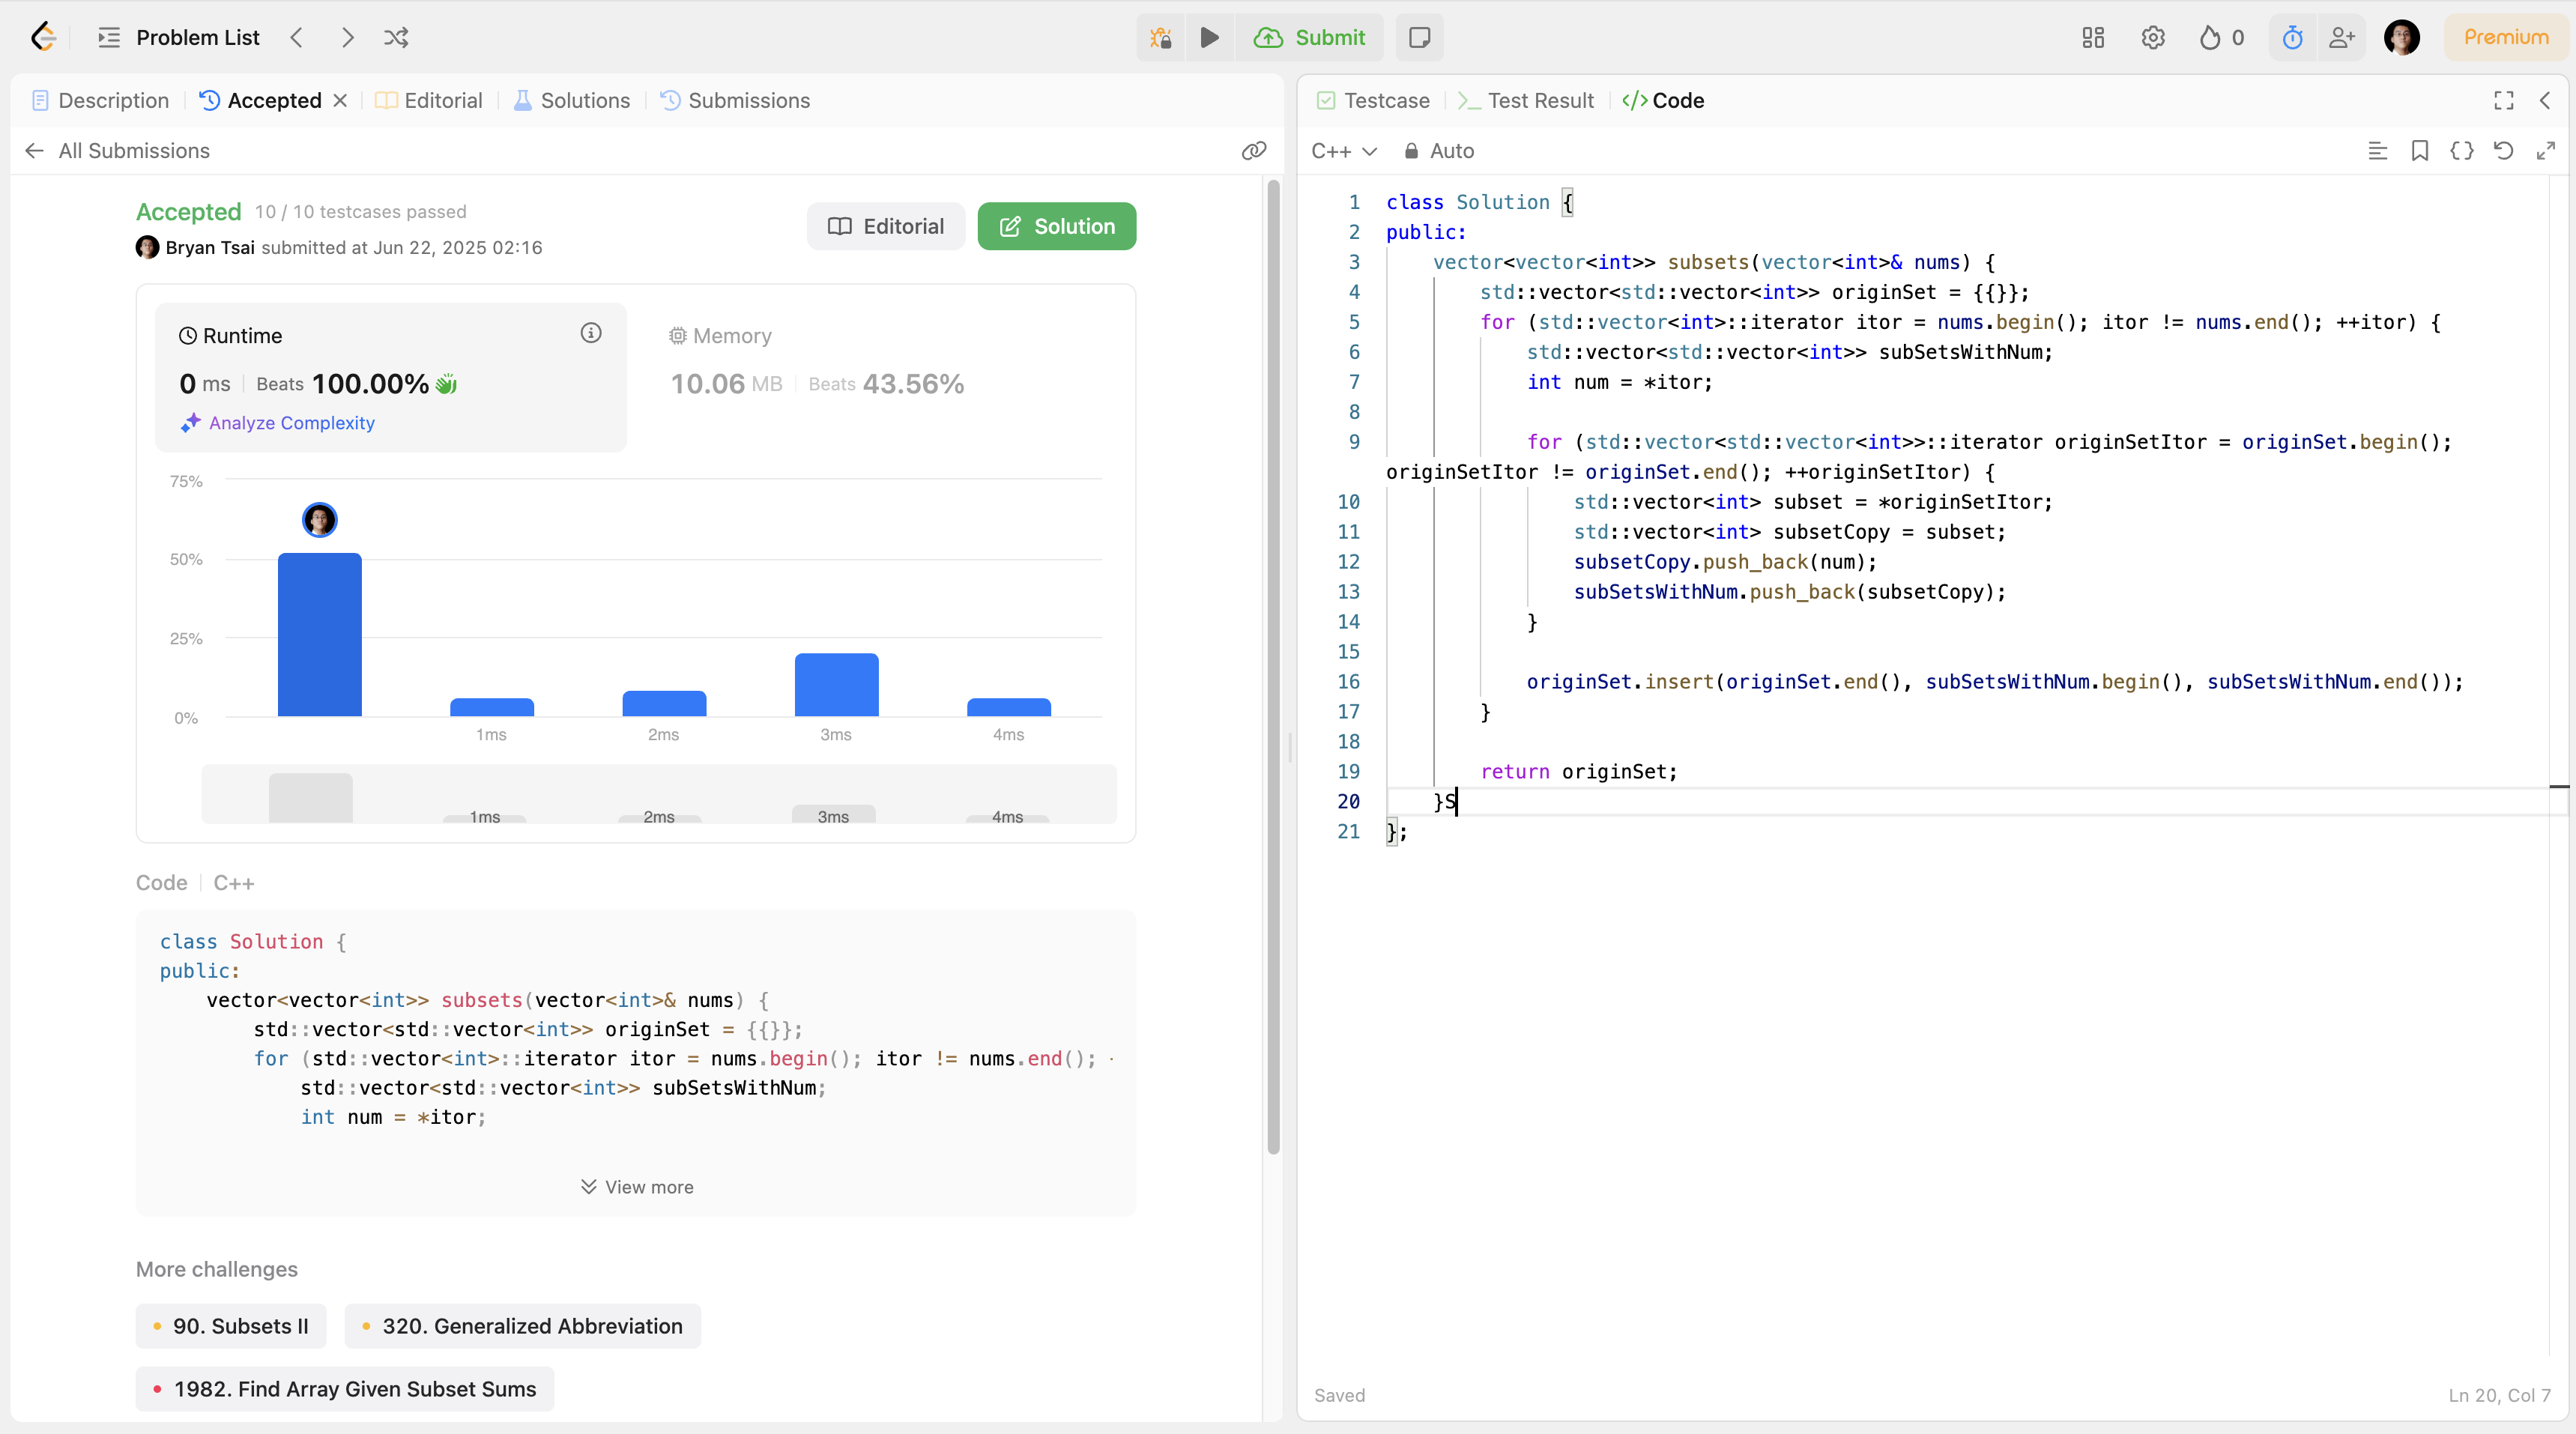 Problem List
Submit
0
Premium
Description
Accepted
Editorial
Solutions
Submissions
All Submissions
Accepted 10 / 10 testcases passed
Bryan Tsai submitted at Jun 22, 2025 02:16
Editorial
Solution
Runtime
0 ms Beats 100.00%
Analyze Complexity
Memory
10.06 MB Beats 43.56%
75%
50%
25%
0%
1ms 2ms 3ms 4ms
1ms 2ms 3ms 4ms
Code C++
class Solution {
public:
    vector<vector<int>> subsets(vector<int>& nums) {
        std::vector<std::vector<int>> originSet = {{}};
        for (std::vector<int>::iterator itor = nums.begin(); itor != nums.end();
            std::vector<std::vector<int>> subSetsWithNum;
            int num = *itor;
View more
More challenges
90. Subsets II
320. Generalized Abbreviation
1982. Find Array Given Subset Sums
Testcase
Test Result
</> Code
C++
Auto
1 class Solution {
2 public:
3     vector<vector<int>> subsets(vector<int>& nums) {
4         std::vector<std::vector<int>> originSet = {{}};
5         for (std::vector<int>::iterator itor = nums.begin(); itor != nums.end(); ++itor) {
6             std::vector<std::vector<int>> subSetsWithNum;
7             int num = *itor;
8
9             for (std::vector<std::vector<int>>::iterator originSetItor = originSet.begin();
originSetItor != originSet.end(); ++originSetItor) {
10                 std::vector<int> subset = *originSetItor;
11                 std::vector<int> subsetCopy = subset;
12                 subsetCopy.push_back(num);
13                 subSetsWithNum.push_back(subsetCopy);
14             }
15
16             originSet.insert(originSet.end(), subSetsWithNum.begin(), subSetsWithNum.end());
17         }
18
19         return originSet;
20     }S
21 };
Saved
Ln 20, Col 7